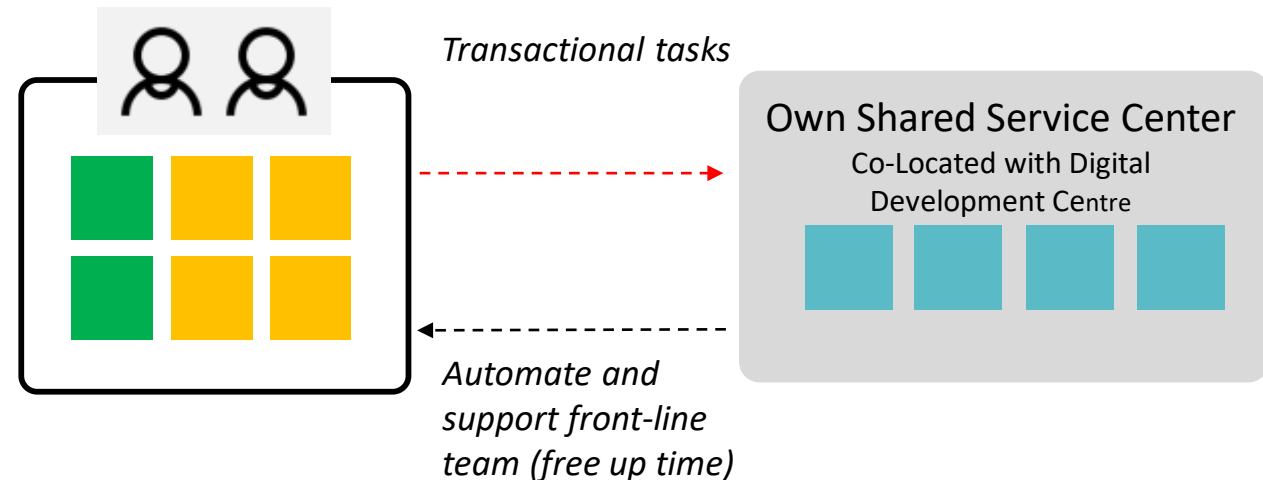 Transactional tasks
Own Shared Service Center
Co-Located with Digital
Development Centre
Automate and
support front-line
team (free up time)